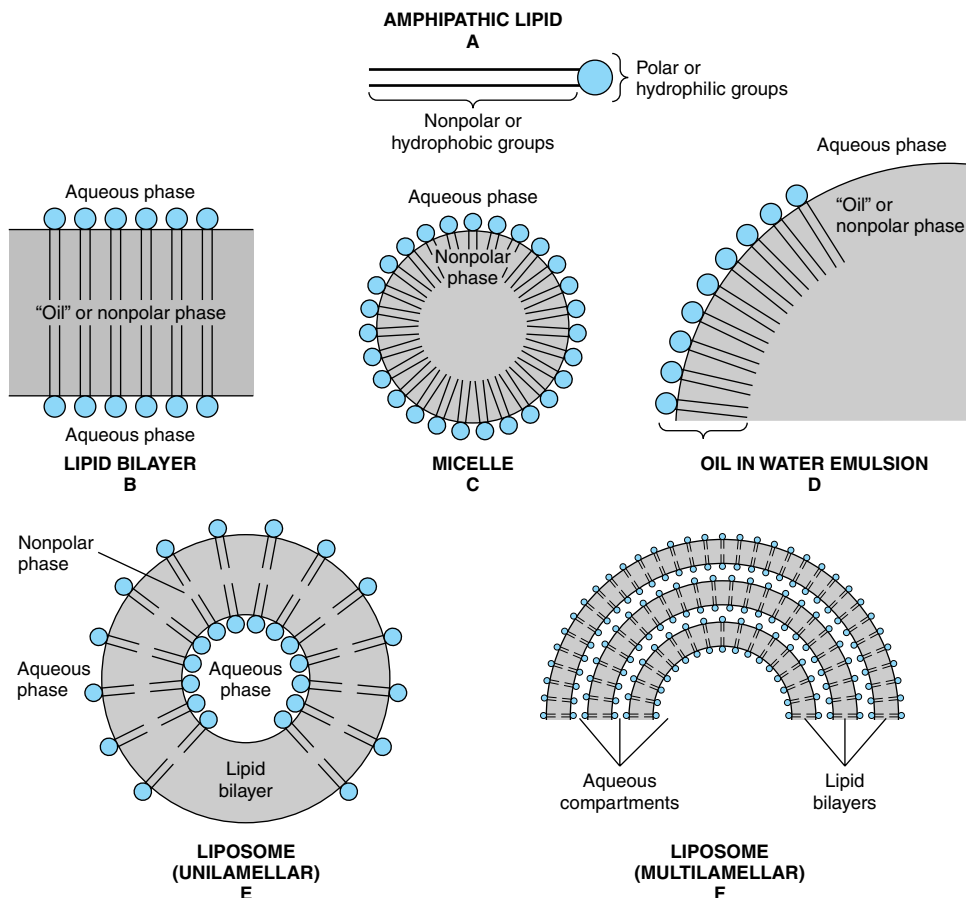 AMPHIPATHIC LIPID
A
Polar or
hydrophilic groups
Nonpolar or
hydrophobic groups
Aqueous phase
"Oil" or nonpolar phase
Aqueous phase
LIPID BILAYER
B
Aqueous phase
Nonpolar
phase
MICELLE
C
Aqueous phase
"Oil" or
nonpolar phase
OIL IN WATER EMULSION
D
Nonpolar
phase
Aqueous
phase
Aqueous
phase
Lipid
bilayer
LIPOSOME
(UNILAMELLAR)
E
Aqueous
compartments
Lipid
bilayers
LIPOSOME
(MULTILAMELLAR)
F